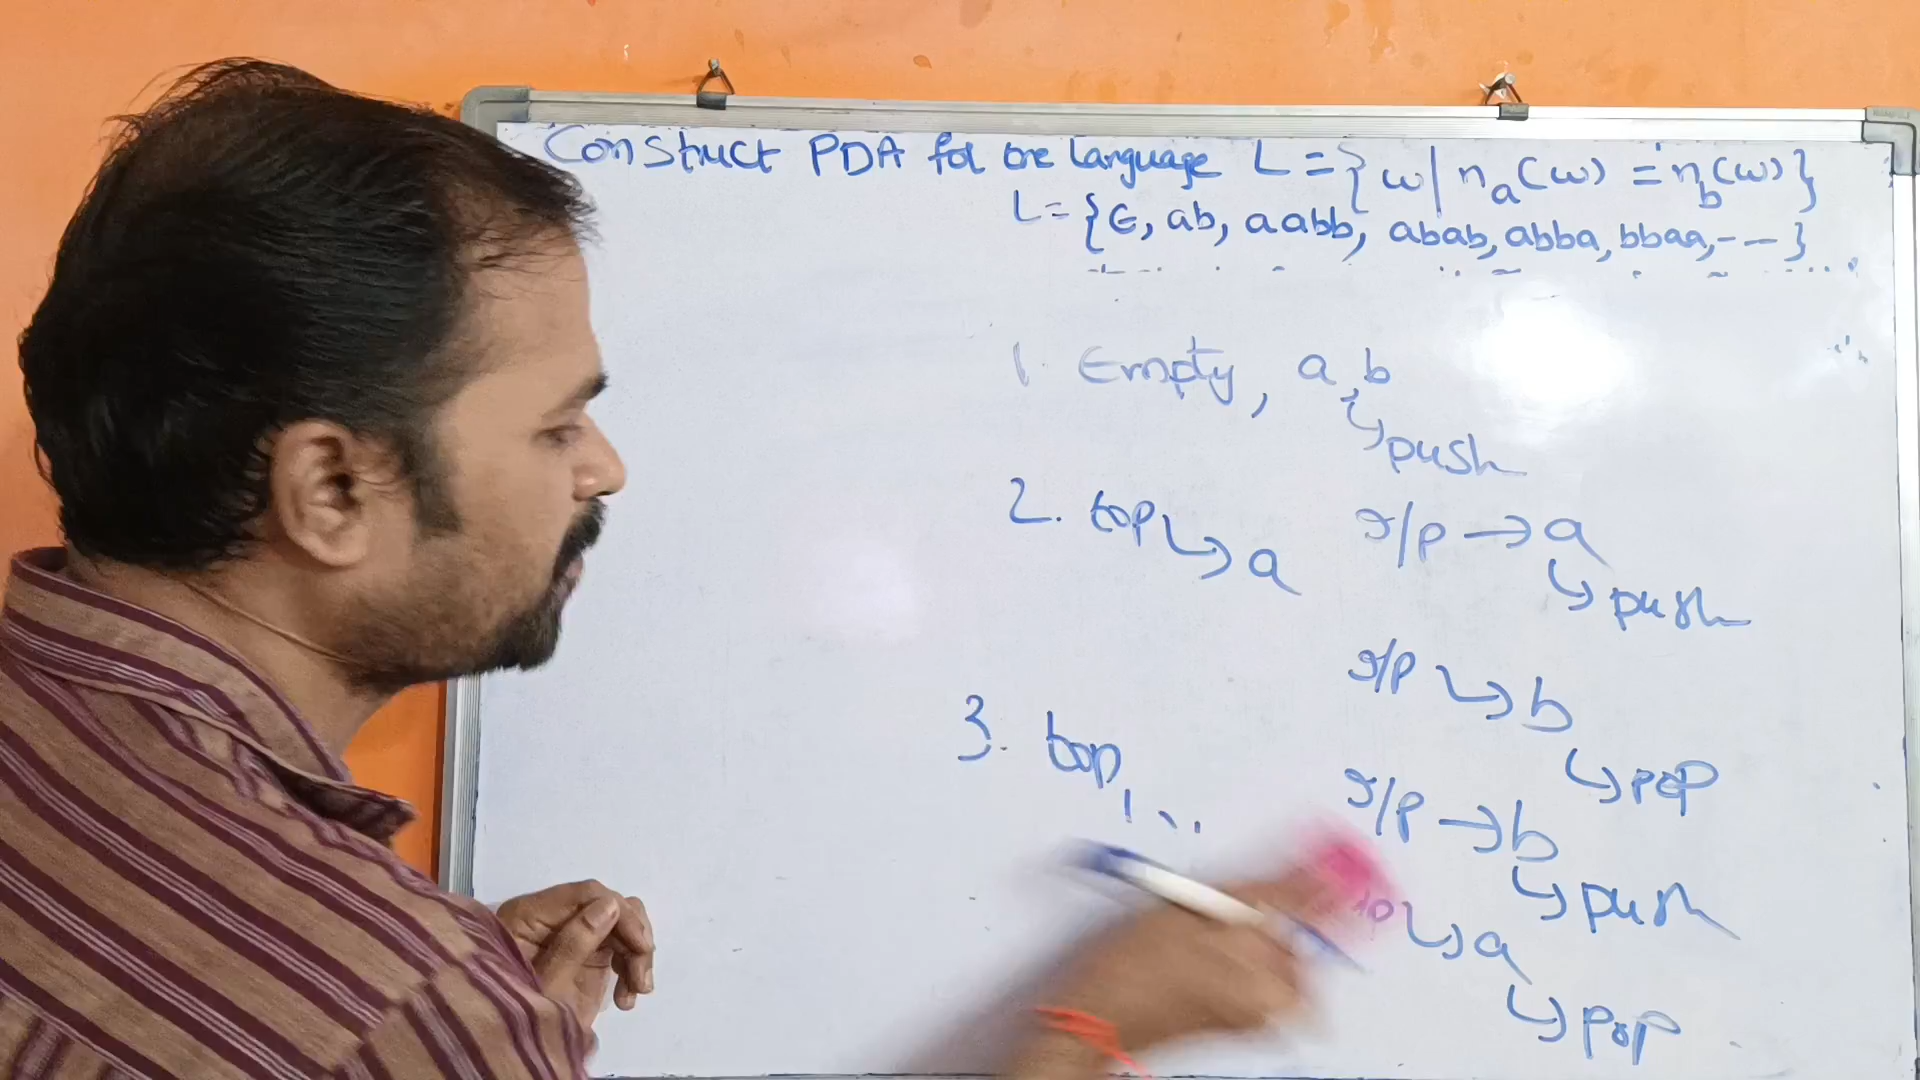 Construct PDA for the language L = { ω | n_a(ω) = n_b(ω) }
L = { ϵ, ab, aabb, abab, abba, bbaa, --- }
1. Empty, a, b
↳ push
2. top ↳ a I/P → a
↳ push
I/P ↳ b
↳ pop
3. top I/P → b
↳ push
↳ a
↳ pop